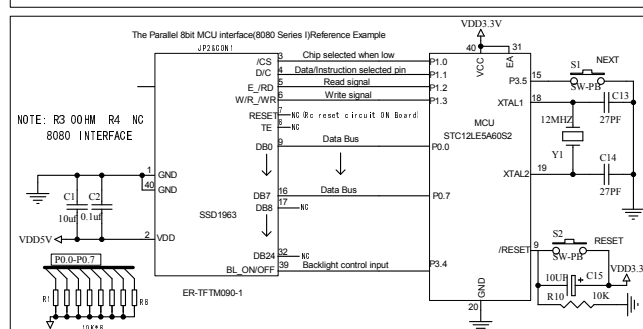 The Parallel 8bit MCU interface(8080 Series I)Reference Example
JP2&CON1
VDD3.3V
/CS 3 Chip selected when low P1.0
D/C 4 Data/Instruction selected pin P1.1
E_/RD 5 Read signal P1.2
W/R_/WR 6 Write signal P1.3
RESET 7 NC(Rc reset circuit ON Board)
TE 8 NC
DB0 9 Data Bus P0.0
DB7 16 Data Bus P0.7
DB8 17 NC
DB24 32 NC
BL_ON/OFF 39 Backlight control input P3.4
NOTE: R3 0OHM R4 NC
8080 INTERFACE
1 GND
40 GND
C1 C2
10uf 0.1uf
VDD5V 2 VDD
SSD1963
ER-TFTM090-1
P0.0-P0.7
R1 R8
10K*8
40 VCC
EA 31
MCU
STC12LE5A60S2
P3.5 15
S1 NEXT
SW-PB
XTAL1 18
C13
27PF
12MHZ
Y1
XTAL2 19
C14
27PF
/RESET 9
S2 RESET
SW-PB
10UF + C15
VDD3.3
R10 10K
20 GND